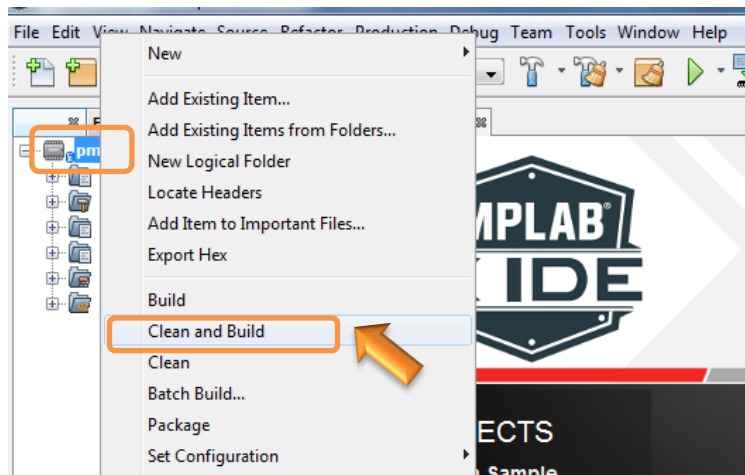 File Edit View Navigate Source Refactor Production Debug Team Tools Window Help
New
Add Existing Item...
Add Existing Items from Folders...
pm
New Logical Folder
Locate Headers
Add Item to Important Files...
Export Hex
MPLAB®
IDE
Build
Clean and Build
Clean
Batch Build...
Package
ECTS
Set Configuration
Sample